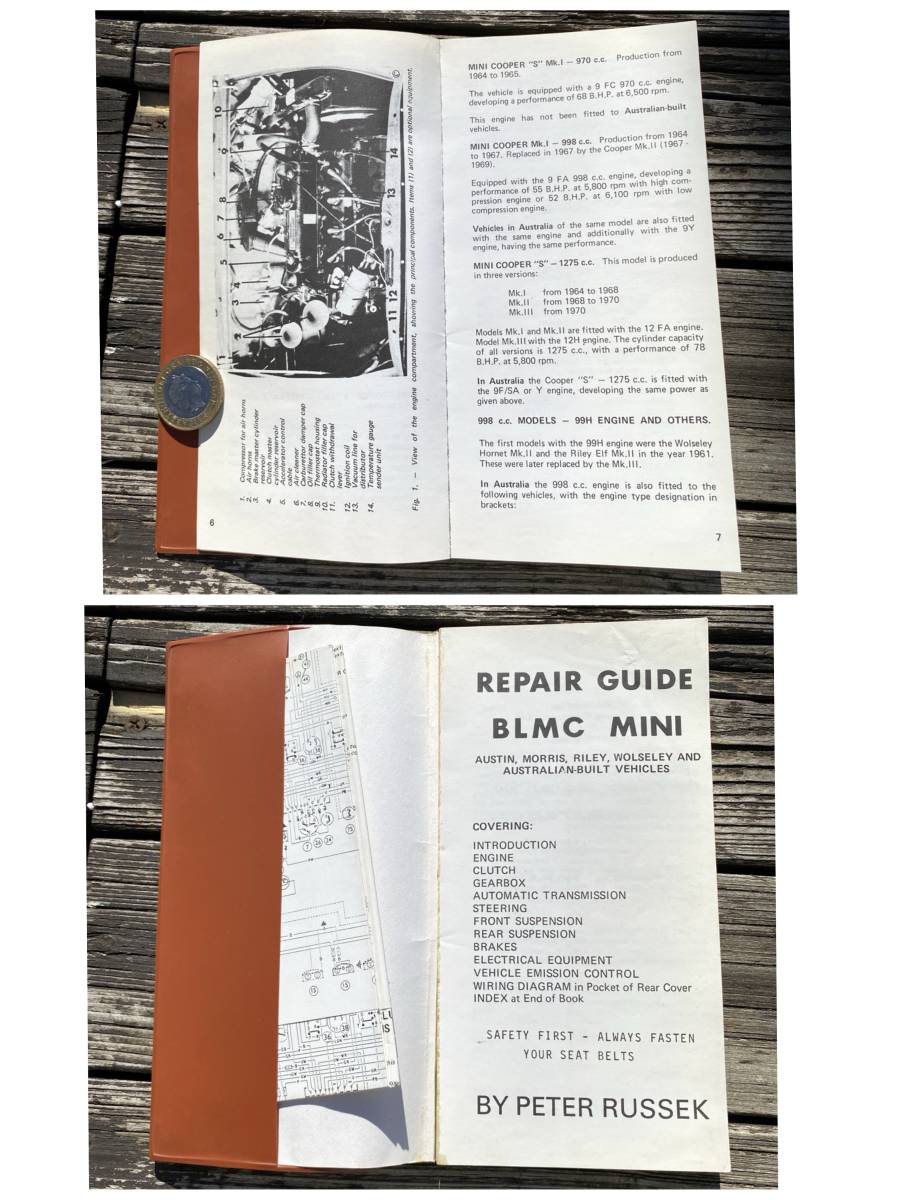 1. Compressor for air horns
2. Air horns
3. Brake master cylinder
reservoir
4. Clutch master
cylinder reservoir
5. Accelerator control
cable
6. Air cleaner
7. Carburettor damper cap
8. Oil filler cap
9. Thermostat housing
10. Radiator filler cap
11. Clutch withdrawal
lever
12. Ignition coil
13. Vacuum line for
distributor
14. Temperature gauge
sender unit
Fig. 1. — View of the engine compartment, showing the principal components. Items (1) and (2) are optional equipment.
6
MINI COOPER "S" Mk.I — 970 c.c. Production from
1964 to 1965.
The vehicle is equipped with a 9 FC 970 c.c. engine,
developing a performance of 68 B.H.P. at 6,500 rpm.
This engine has not been fitted to Australian-built
vehicles.
MINI COOPER Mk.I — 998 c.c. Production from 1964
to 1967. Replaced in 1967 by the Cooper Mk.II (1967 -
1969).
Equipped with the 9 FA 998 c.c. engine, developing a
performance of 55 B.H.P. at 5,800 rpm with high com-
pression engine or 52 B.H.P. at 6,100 rpm with low
compression engine.
Vehicles in Australia of the same model are also fitted
with the same engine and additionally with the 9Y
engine, having the same performance.
MINI COOPER "S" — 1275 c.c. This model is produced
in three versions:
Mk.I from 1964 to 1968
Mk.II from 1968 to 1970
Mk.III from 1970
Models Mk.I and Mk.II are fitted with the 12 FA engine.
Model Mk.III with the 12H engine. The cylinder capacity
of all versions is 1275 c.c., with a performance of 78
B.H.P. at 5,800 rpm.
In Australia the Cooper "S" — 1275 c.c. is fitted with
the 9F/SA or Y engine, developing the same power as
given above.
998 c.c. MODELS — 99H ENGINE AND OTHERS.
The first models with the 99H engine were the Wolseley
Hornet Mk.II and the Riley Elf Mk.II in the year 1961.
These were later replaced by the Mk.III.
In Australia the 998 c.c. engine is also fitted to the
following vehicles, with the engine type designation in
brackets:
7
REPAIR GUIDE
BLMC MINI
AUSTIN, MORRIS, RILEY, WOLSELEY AND
AUSTRALIAN-BUILT VEHICLES
COVERING:
INTRODUCTION
ENGINE
CLUTCH
GEARBOX
AUTOMATIC TRANSMISSION
STEERING
FRONT SUSPENSION
REAR SUSPENSION
BRAKES
ELECTRICAL EQUIPMENT
VEHICLE EMISSION CONTROL
WIRING DIAGRAM in Pocket of Rear Cover
INDEX at End of Book
SAFETY FIRST - ALWAYS FASTEN
YOUR SEAT BELTS
BY PETER RUSSEK